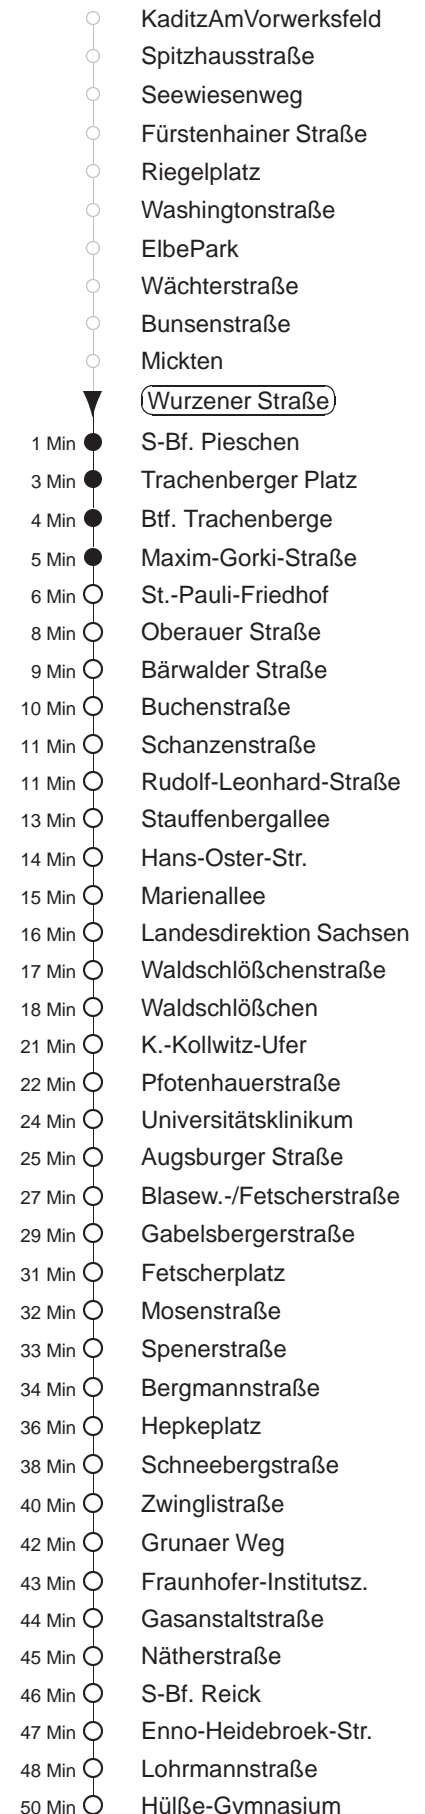 KaditzAmVorwerksfeld
Spitzhausstraße
Seewiesenweg
Fürstenhainer Straße
Riegelplatz
Washingtonstraße
ElbePark
Wächterstraße
Bunsenstraße
Mickten
Wurzener Straße
1 Min S-Bf. Pieschen
3 Min Trachenberger Platz
4 Min Btf. Trachenberge
5 Min Maxim-Gorki-Straße
6 Min St.-Pauli-Friedhof
8 Min Oberauer Straße
9 Min Bärwalder Straße
10 Min Buchenstraße
11 Min Schanzenstraße
11 Min Rudolf-Leonhard-Straße
13 Min Stauffenbergallee
14 Min Hans-Oster-Str.
15 Min Marienallee
16 Min Landesdirektion Sachsen
17 Min Waldschlößchenstraße
18 Min Waldschlößchen
21 Min K.-Kollwitz-Ufer
22 Min Pfotenhauerstraße
24 Min Universitätsklinikum
25 Min Augsburger Straße
27 Min Blasew.-/Fetscherstraße
29 Min Gabelsbergerstraße
31 Min Fetscherplatz
32 Min Mosenstraße
33 Min Spenerstraße
34 Min Bergmannstraße
36 Min Hepkeplatz
38 Min Schneebergstraße
40 Min Zwinglistraße
42 Min Grunaer Weg
43 Min Fraunhofer-Institutsz.
44 Min Gasanstaltstraße
45 Min Nätherstraße
46 Min S-Bf. Reick
47 Min Enno-Heidebroek-Str.
48 Min Lohrmannstraße
50 Min Hülße-Gymnasium